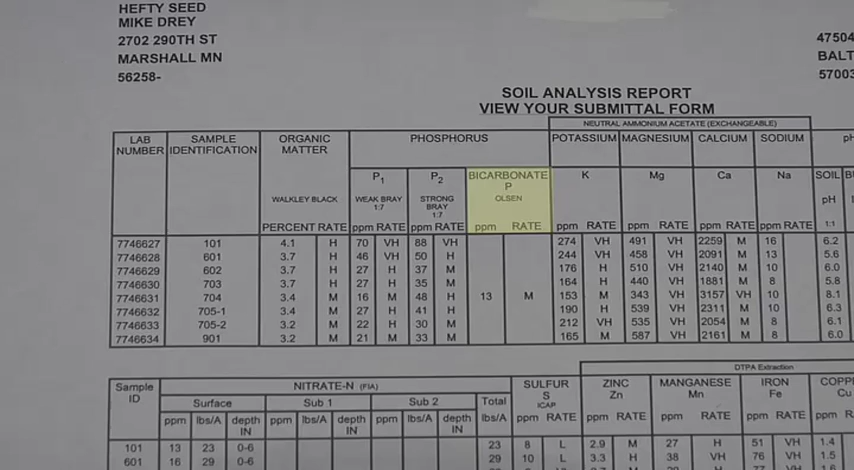 HEFTY SEED
MIKE DREY
2702 290TH ST
MARSHALL MN
56258-
47504
BALT
57003
SOIL ANALYSIS REPORT
VIEW YOUR SUBMITTAL FORM
NEUTRAL AMMONIUM ACETATE (EXCHANGEABLE)
LAB SAMPLE ORGANIC PHOSPHORUS POTASSIUM MAGNESIUM CALCIUM SODIUM pH
NUMBER IDENTIFICATION MATTER
P1 P2 BICARBONATE K Mg Ca Na SOIL
P
WALKLEY BLACK WEAK BRAY STRONG OLSEN pH
1:7 BRAY
1:7 1:1
PERCENT RATE ppm RATE ppm RATE ppm RATE ppm RATE ppm RATE ppm RATE ppm RATE
7746627 101 4.1 H 70 VH 88 VH 274 VH 491 VH 2259 M 16 6.2
7746628 601 3.7 H 46 VH 50 H 244 VH 458 VH 2091 M 13 5.6
7746629 602 3.7 H 27 H 37 M 176 H 510 VH 2140 M 10 6.0
7746630 703 3.7 H 27 H 35 M 164 H 440 VH 1881 M 8 5.8
7746631 704 3.4 M 16 M 48 H 13 M 153 M 343 VH 3157 VH 10 8.1
7746632 705-1 3.4 M 27 H 41 H 190 H 539 VH 2311 M 10 6.3
7746633 705-2 3.2 M 22 H 30 M 212 VH 535 VH 2054 M 8 6.1
7746634 901 3.2 M 21 M 33 M 165 M 587 VH 2161 M 8 6.0
DTPA Extraction
Sample NITRATE-N (FIA) SULFUR ZINC MANGANESE IRON COPP
ID Surface Sub 1 Sub 2 Total S Zn Mn Fe Cu
ICAP
ppm lbs/A depth ppm lbs/A depth ppm lbs/A depth lbs/A ppm RATE ppm RATE ppm RATE ppm RATE ppm
IN IN IN
101 13 23 0-6 23 8 L 2.9 M 27 H 51 VH 1.4
601 16 29 0-6 29 10 L 3.3 H 38 VH 76 VH 1.5